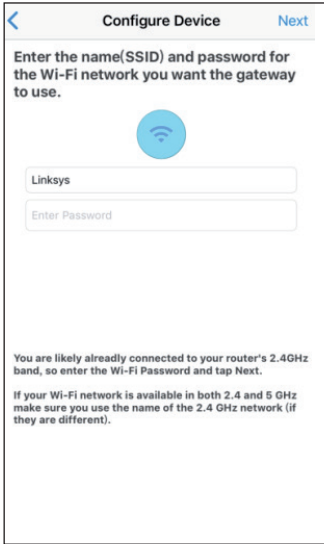 Configure Device
Next
Enter the name(SSID) and password for
the Wi-Fi network you want the gateway
to use.
Linksys
Enter Password
You are likely alreadly connected to your router's 2.4GHz
band, so enter the Wi-Fi Password and tap Next.
If your Wi-Fi network is available in both 2.4 and 5 GHz
make sure you use the name of the 2.4 GHz network (if
they are different).